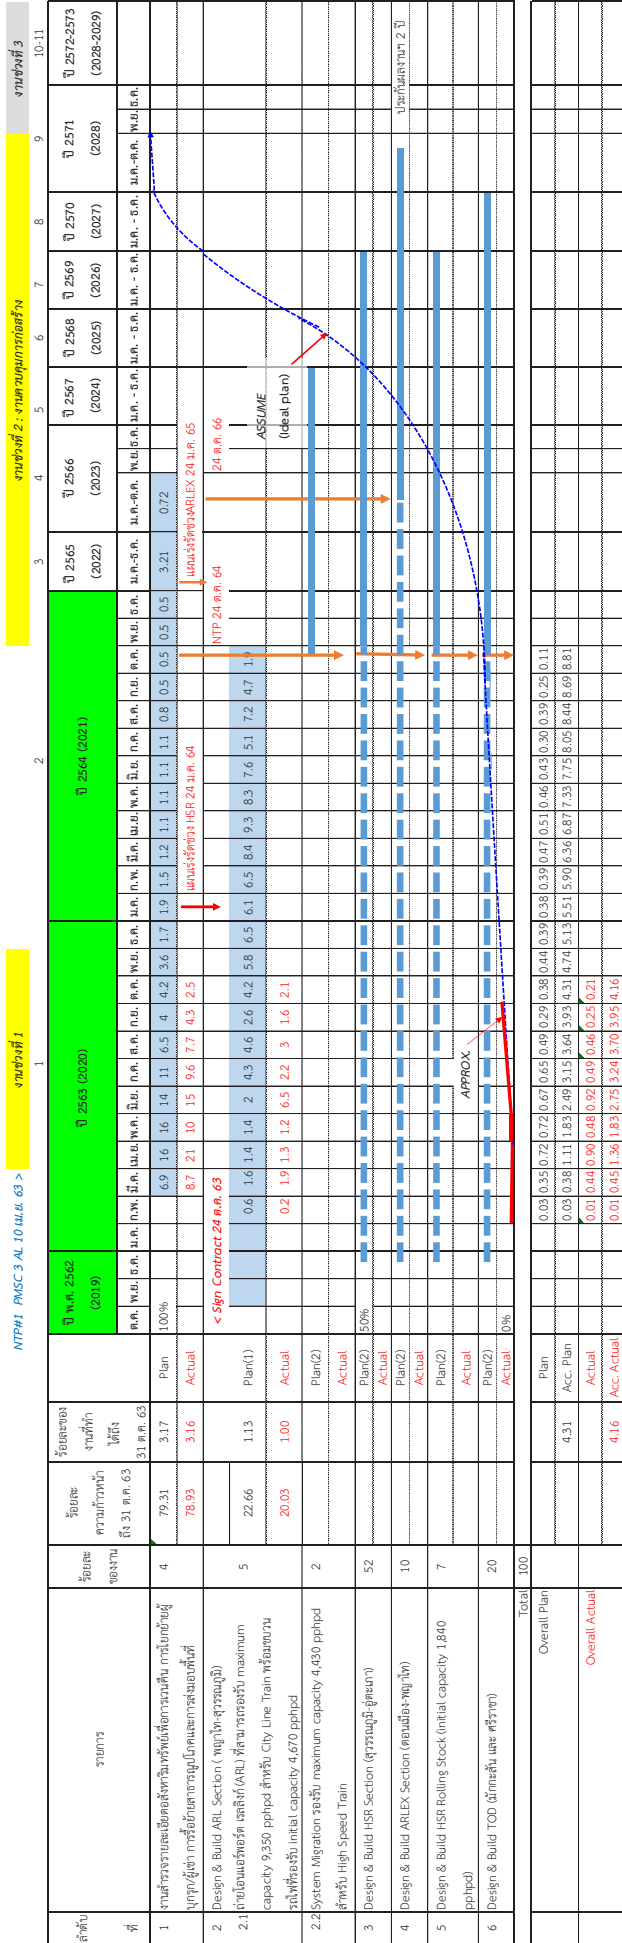 NTP#1 PMSC 3 AL 10 เม.ย. 63 > งานช่วงที่ 1 งานช่วงที่ 2 : งานควบคุมการก่อสร้าง งานช่วงที่ 3
1 2 3 4 5 6 7 8 9 10-11
ลำดับที่ รายการ ร้อยละของงาน ร้อยละความก้าวหน้าถึง 31 ต.ค. 63 ร้อยละของงานที่ทำได้ถึง 31 ต.ค. 63
ปี พ.ศ. 2562 (2019) ปี 2563 (2020) ปี 2564 (2021) ปี 2565 (2022) ปี 2566 (2023) ปี 2567 (2024) ปี 2568 (2025) ปี 2569 (2026) ปี 2570 (2027) ปี 2571 (2028) ปี 2572-2573 (2028-2029)
ต.ค. พ.ย. ธ.ค. ม.ค. ก.พ. มี.ค. เม.ย. พ.ค. มิ.ย. ก.ค. ส.ค. ก.ย. ต.ค. พ.ย. ธ.ค. ม.ค. ก.พ. มี.ค. เม.ย. พ.ค. มิ.ย. ก.ค. ส.ค. ก.ย. ต.ค. พ.ย. ธ.ค. ม.ค.-ธ.ค. ม.ค.-ต.ค. พ.ย. ธ.ค. ม.ค. - ธ.ค. ม.ค. - ธ.ค. ม.ค. - ธ.ค. ม.ค. - ธ.ค. ม.ค.-ต.ค. พ.ย. ธ.ค.
1 งานสำรวจรายละเอียดอสังหาริมทรัพย์เพื่อการเวนคืน การโยกย้ายผู้ 4 79.31 3.17 Plan 100% 6.9 16 16 14 11 6.5 4 4.2 3.6 1.7 1.9 1.5 1.2 1.1 1.1 1.1 1.1 0.8 0.5 0.5 0.5 0.5 3.21 0.72
บุกรุก/ผู้เช่า การรื้อย้ายสาธารณูปโภคและการส่งมอบพื้นที่ 78.93 3.16 Actual 8.7 21 10 15 9.6 7.7 4.3 2.5 แผนเร่งรัดช่วง HSR 24 ม.ค. 64 แผนเร่งรัดช่วงARLEX 24 ม.ค. 65
2 Design & Build ARL Section ( พญาไท-สุวรรณภูมิ) < Sign Contract 24 ต.ค. 63 NTP 24 ต.ค. 64 24 ต.ค. 66
2.1 ถ่ายโอนแอร์พอร์ต เรลลิงก์ (ARL) ที่สามารถรองรับ maximum 5 22.66 1.13 Plan(1) 0.6 1.6 1.4 1.4 2 4.3 4.6 2.6 4.2 5.8 6.5 6.1 6.5 8.4 9.3 8.3 7.6 5.1 7.2 4.7 1.9
capacity 9,350 pphpd สำหรับ City Line Train พร้อมขบวน
รถไฟที่รองรับ initial capacity 4,670 pphpd 20.03 1.00 Actual 0.2 1.9 1.3 1.2 6.5 2.2 3 1.6 2.1
ASSUME
(Ideal plan)
2.2 System Migration รองรับ maximum capacity 4,430 pphpd 2 Plan(2)
สำหรับ High Speed Train Actual
3 Design & Build HSR Section (สุวรรณภูมิ-อู่ตะเภา) 52 Plan(2) 50%
Actual
4 Design & Build ARLEX Section (ดอนเมือง-พญาไท) 10 Plan(2) ประกันผลงานฯ 2 ปี
Actual
5 Design & Build HSR Rolling Stock (initial capacity 1,840 7 Plan(2)
pphpd) Actual
APPROX.
6 Design & Build TOD (มักกะสัน และ ศรีราชา) 20 Plan(2)
Actual 0%
Total 100
Overall Plan Plan 0.03 0.35 0.72 0.72 0.67 0.65 0.49 0.29 0.38 0.44 0.39 0.38 0.39 0.47 0.51 0.46 0.43 0.30 0.39 0.25 0.11
4.31 Acc. Plan 0.03 0.38 1.11 1.83 2.49 3.15 3.64 3.93 4.31 4.74 5.13 5.51 5.90 6.36 6.87 7.33 7.75 8.05 8.44 8.69 8.81
Overall Actual Actual 0.01 0.44 0.90 0.48 0.92 0.49 0.46 0.25 0.21
4.16 Acc. Actual 0.01 0.45 1.36 1.83 2.75 3.24 3.70 3.95 4.16